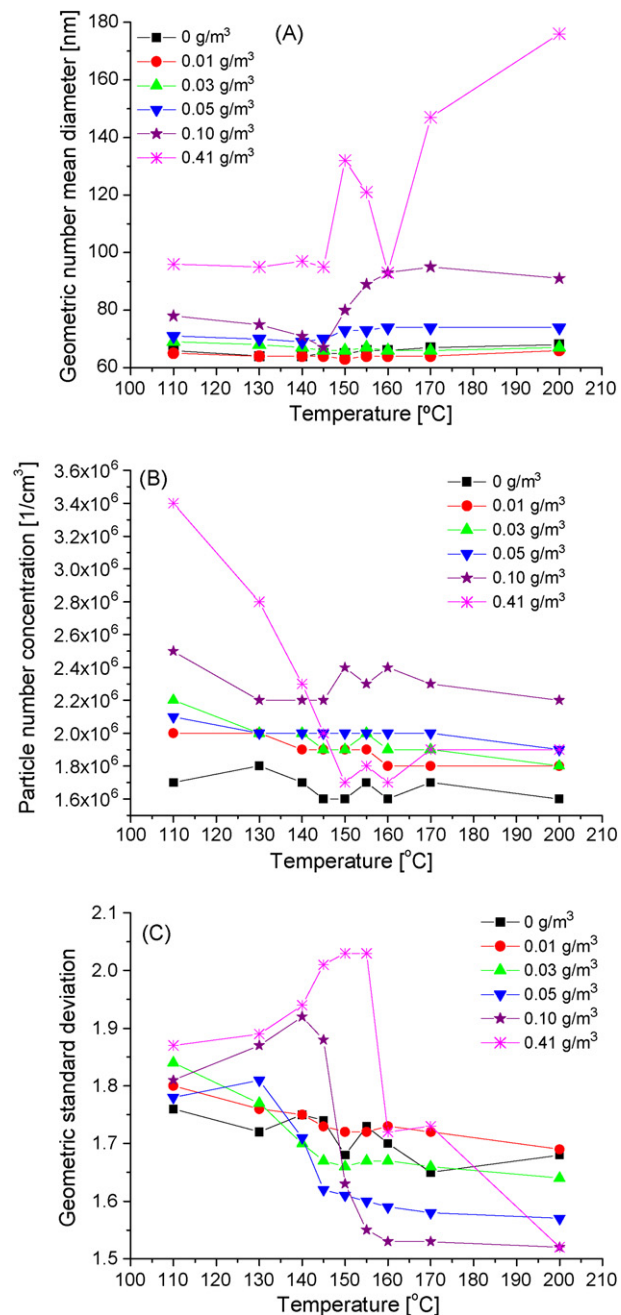 (A)
0 g/m³
0.01 g/m³
0.03 g/m³
0.05 g/m³
0.10 g/m³
0.41 g/m³
Geometric number mean diameter [nm]
180
160
140
120
100
80
60
100 110 120 130 140 150 160 170 180 190 200 210
Temperature [ºC]
(B)
0 g/m³
0.01 g/m³
0.03 g/m³
0.05 g/m³
0.10 g/m³
0.41 g/m³
Particle number concentration [1/cm³]
3.6x10⁶
3.4x10⁶
3.2x10⁶
3.0x10⁶
2.8x10⁶
2.6x10⁶
2.4x10⁶
2.2x10⁶
2.0x10⁶
1.8x10⁶
1.6x10⁶
100 110 120 130 140 150 160 170 180 190 200 210
Temperature [°C]
(C)
0 g/m³
0.01 g/m³
0.03 g/m³
0.05 g/m³
0.10 g/m³
0.41 g/m³
Geometric standard deviation
2.1
2.0
1.9
1.8
1.7
1.6
1.5
100 110 120 130 140 150 160 170 180 190 200 210
Temperature [°C]